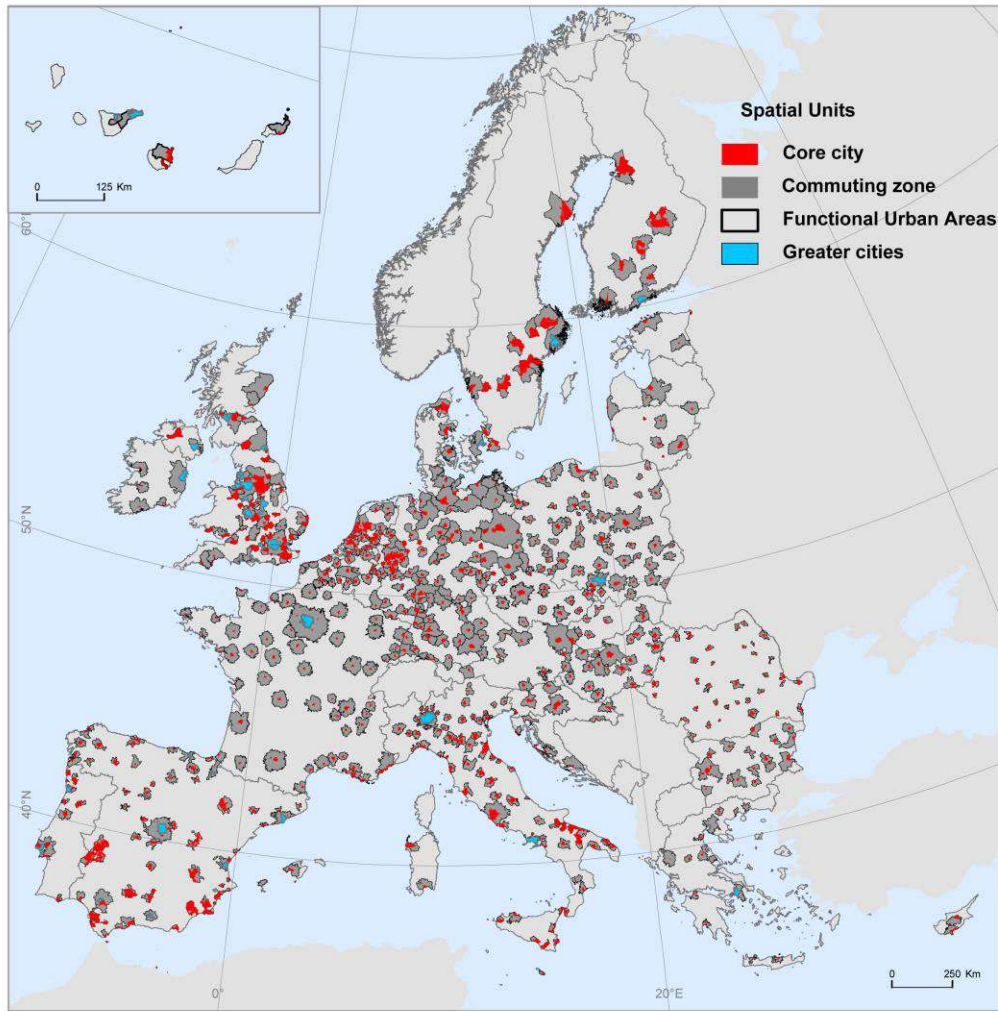 0 125 Km
Spatial Units
Core city
Commuting zone
Functional Urban Areas
Greater cities
60°N
50°N
40°N
0°
20°E
0 250 Km